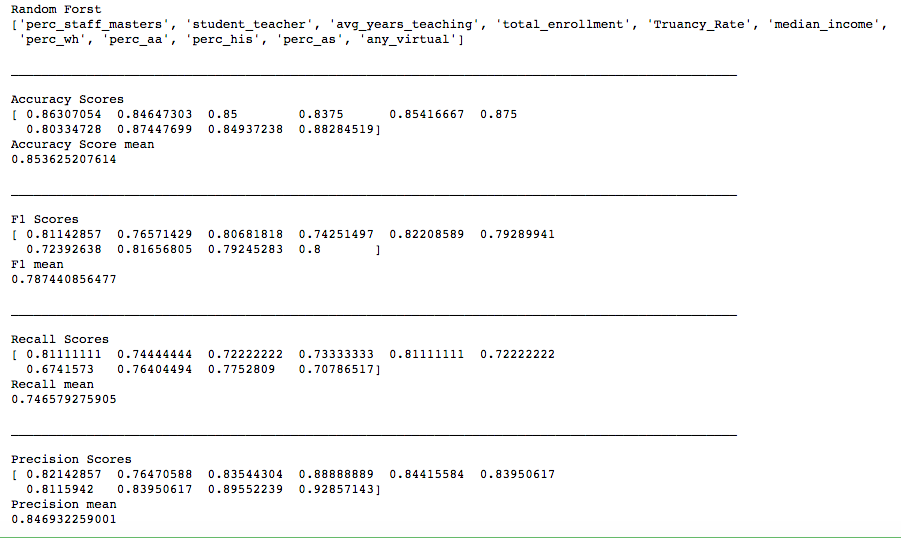 Random Forst
['perc_staff_masters', 'student_teacher', 'avg_years_teaching', 'total_enrollment', 'Truancy_Rate', 'median_income',
'perc_wh', 'perc_aa', 'perc_his', 'perc_as', 'any_virtual']
Accuracy Scores
[ 0.86307054 0.84647303 0.85 0.8375 0.85416667 0.875
0.80334728 0.87447699 0.84937238 0.88284519]
Accuracy Score mean
0.853625207614
F1 Scores
[ 0.81142857 0.76571429 0.80681818 0.74251497 0.82208589 0.79289941
0.72392638 0.81656805 0.79245283 0.8 ]
F1 mean
0.787440856477
Recall Scores
[ 0.81111111 0.74444444 0.72222222 0.73333333 0.81111111 0.72222222
0.6741573 0.76404494 0.7752809 0.70786517]
Recall mean
0.746579275905
Precision Scores
[ 0.82142857 0.76470588 0.83544304 0.88888889 0.84415584 0.83950617
0.8115942 0.83950617 0.89552239 0.92857143]
Precision mean
0.846932259001